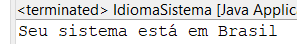 <terminated> IdiomaSistema [Java Applic
Seu sistema está em Brasil